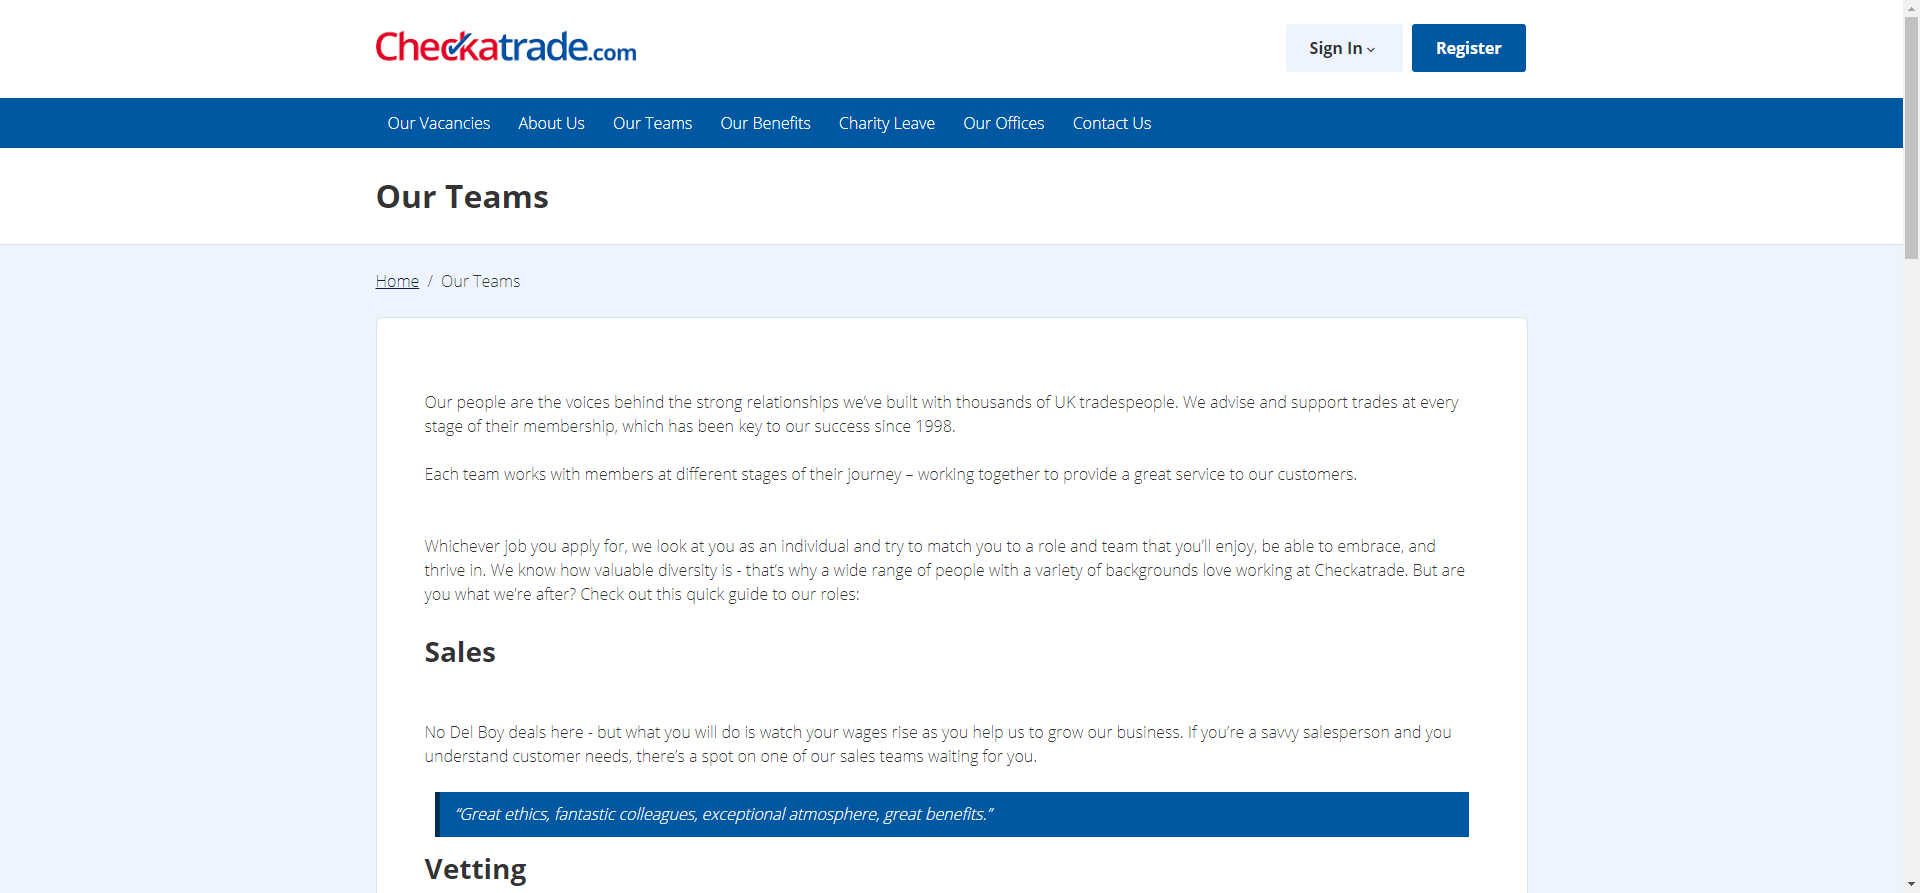 Checkatrade.com
Sign In
Register
Our Vacancies
About Us
Our Teams
Our Benefits
Charity Leave
Our Offices
Contact Us
Our Teams
Home / Our Teams
Our people are the voices behind the strong relationships we’ve built with thousands of UK tradespeople. We advise and support trades at every
stage of their membership, which has been key to our success since 1998.
Each team works with members at different stages of their journey – working together to provide a great service to our customers.
Whichever job you apply for, we look at you as an individual and try to match you to a role and team that you’ll enjoy, be able to embrace, and
thrive in. We know how valuable diversity is - that’s why a wide range of people with a variety of backgrounds love working at Checkatrade. But are
you what we’re after? Check out this quick guide to our roles:
Sales
No Del Boy deals here - but what you will do is watch your wages rise as you help us to grow our business. If you’re a savvy salesperson and you
understand customer needs, there’s a spot on one of our sales teams waiting for you.
“Great ethics, fantastic colleagues, exceptional atmosphere, great benefits.”
Vetting